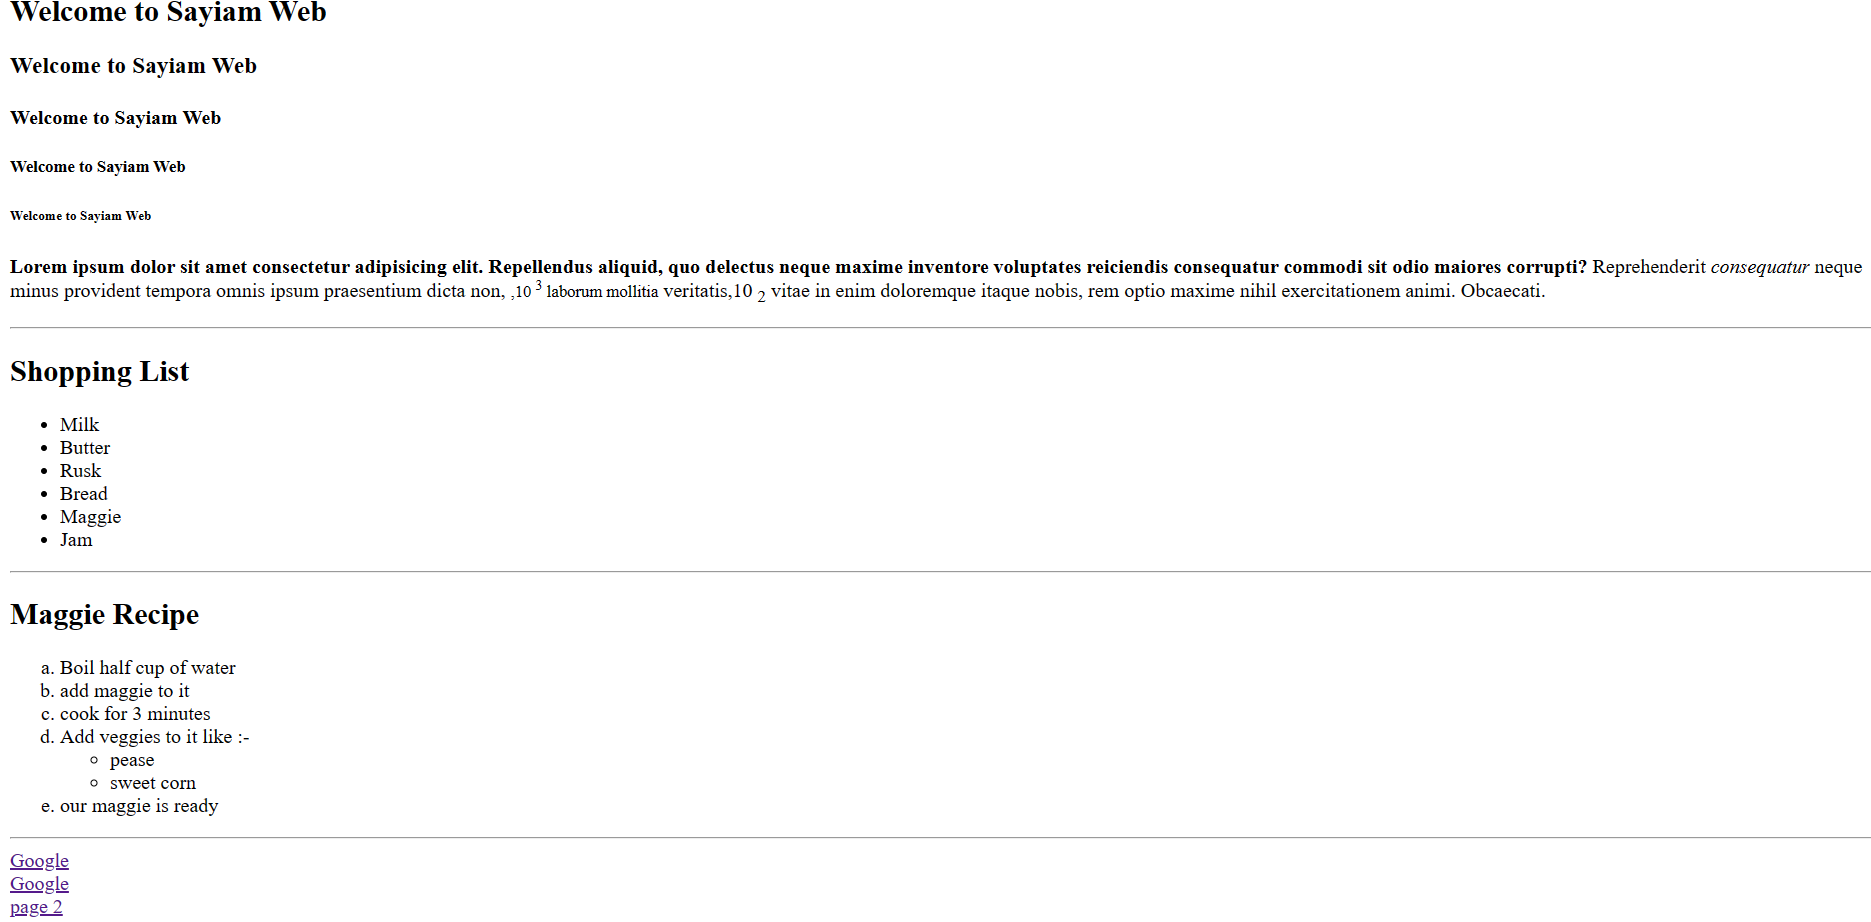 Welcome to Sayiam Web
Welcome to Sayiam Web
Welcome to Sayiam Web
Welcome to Sayiam Web
Welcome to Sayiam Web
Lorem ipsum dolor sit amet consectetur adipisicing elit. Repellendus aliquid, quo delectus neque maxime inventore voluptates reiciendis consequatur commodi sit odio maiores corrupti? Reprehenderit consequatur neque
minus provident tempora omnis ipsum praesentium dicta non, ,10 3 laborum mollitia veritatis,10 2 vitae in enim doloremque itaque nobis, rem optio maxime nihil exercitationem animi. Obcaecati.
Shopping List
• Milk
• Butter
• Rusk
• Bread
• Maggie
• Jam
Maggie Recipe
a. Boil half cup of water
b. add maggie to it
c. cook for 3 minutes
d. Add veggies to it like :-
◦ pease
◦ sweet corn
e. our maggie is ready
Google
Google
page 2